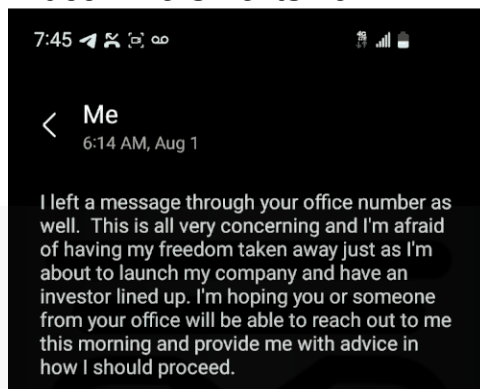 7:45
Me
6:14 AM, Aug 1
I left a message through your office number as
well.  This is all very concerning and I'm afraid
of having my freedom taken away just as I'm
about to launch my company and have an
investor lined up. I'm hoping you or someone
from your office will be able to reach out to me
this morning and provide me with advice in
how I should proceed.